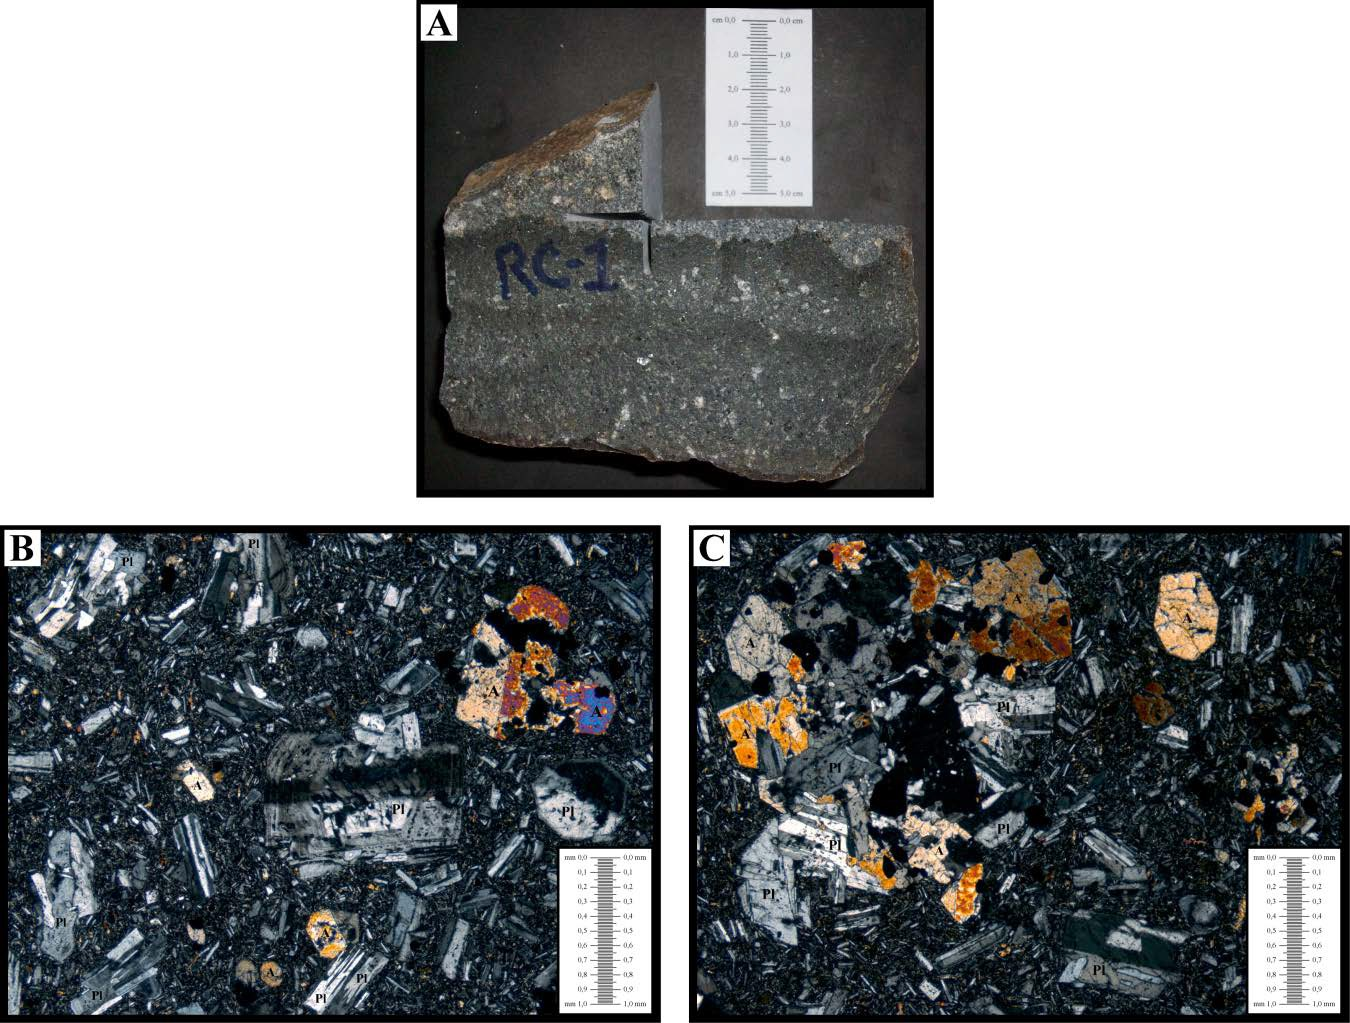 A
cm 0,0 0,0 cm
1,0 1,0
2,0 2,0
3,0 3,0
4,0 4,0
cm 5,0 5,0 cm
RC-1
B
Pl
Pl
A
A
A
Pl
Pl
Pl
A
A
Pl
Pl
Pl
mm 0,0 0,0 mm
0,1 0,1
0,2 0,2
0,3 0,3
0,4 0,4
0,5 0,5
0,6 0,6
0,7 0,7
0,8 0,8
0,9 0,9
mm 1,0 1,0 mm
C
A
A
A
Pl
A
Pl
Pl
Pl
A
Pl
Pl
mm 0,0 0,0 mm
0,1 0,1
0,2 0,2
0,3 0,3
0,4 0,4
0,5 0,5
0,6 0,6
0,7 0,7
0,8 0,8
0,9 0,9
mm 1,0 1,0 mm